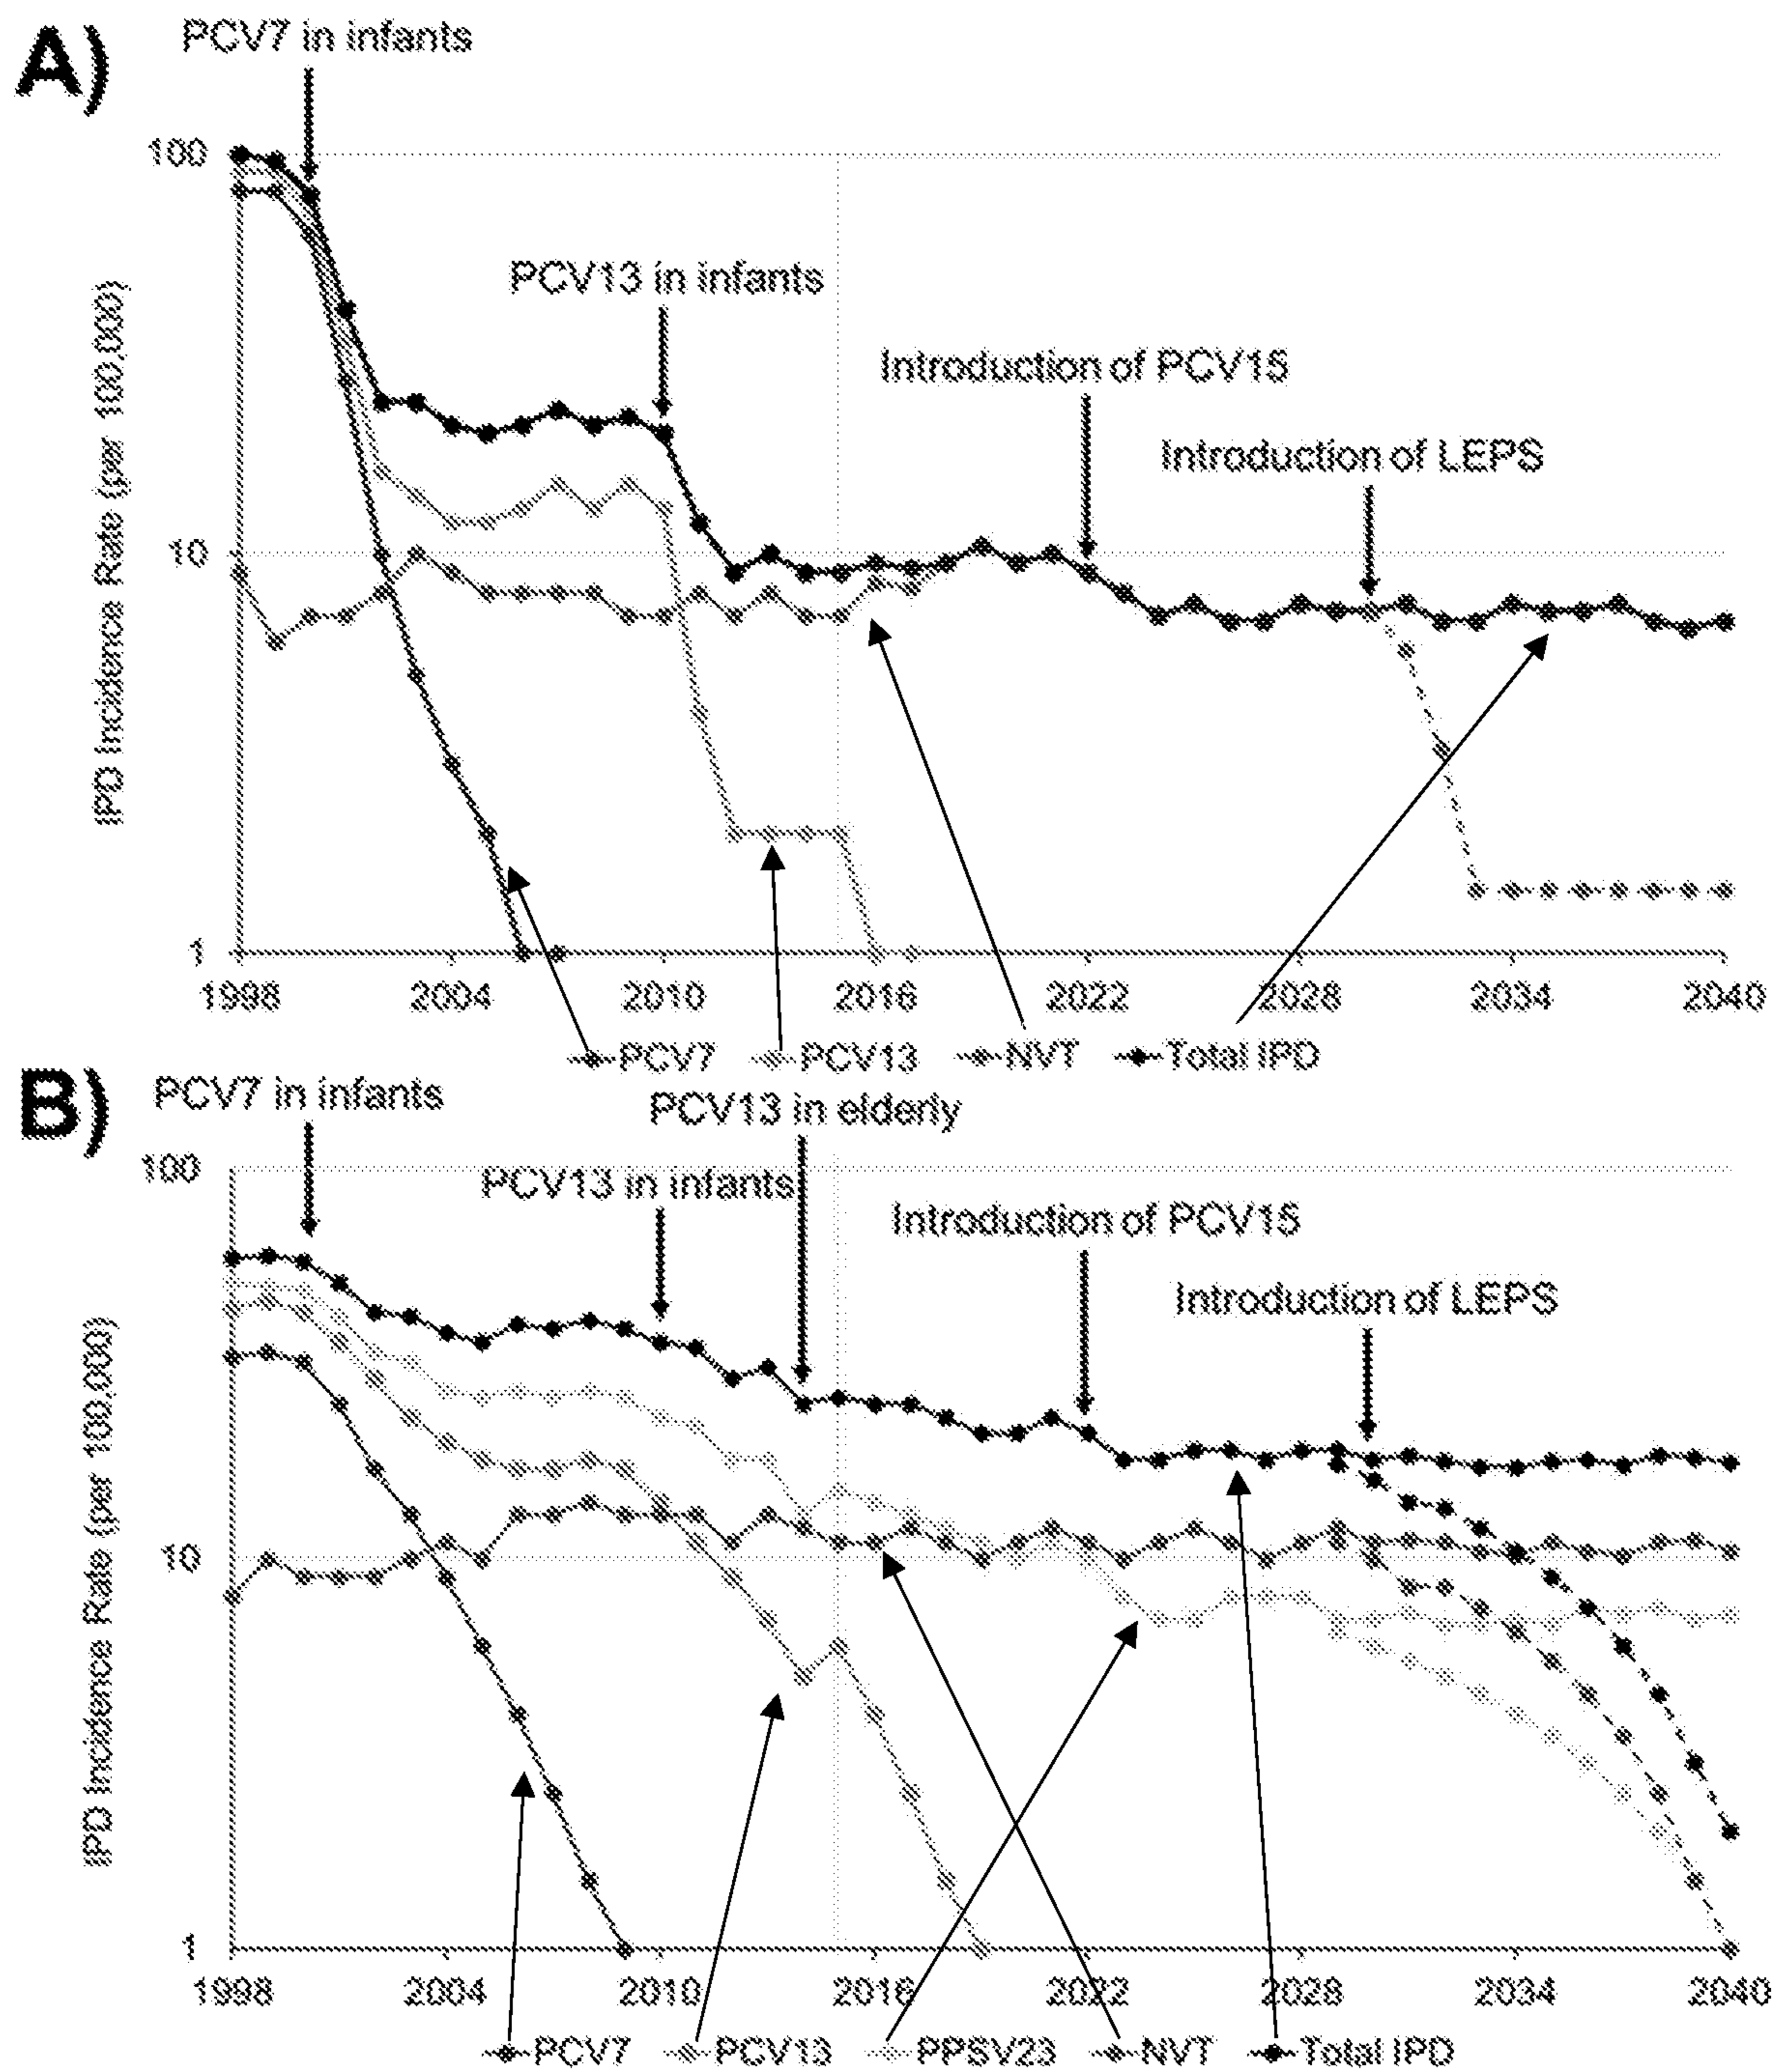 A)
PCV7 in infants
100
PCV13 in infants
Introduction of PCV15
Introduction of LEPS
IPD Incidence Rate (per 100,000)
10
1
1998 2004 2010 2016 2022 2028 2034 2040
PCV7 PCV13 NVT Total IPD
B)
PCV7 in infants
PCV13 in elderly
100
PCV13 in infants
Introduction of PCV15
Introduction of LEPS
IPD Incidence Rate (per 100,000)
10
1
1998 2004 2010 2016 2022 2028 2034 2040
PCV7 PCV13 PPSV23 NVT Total IPD